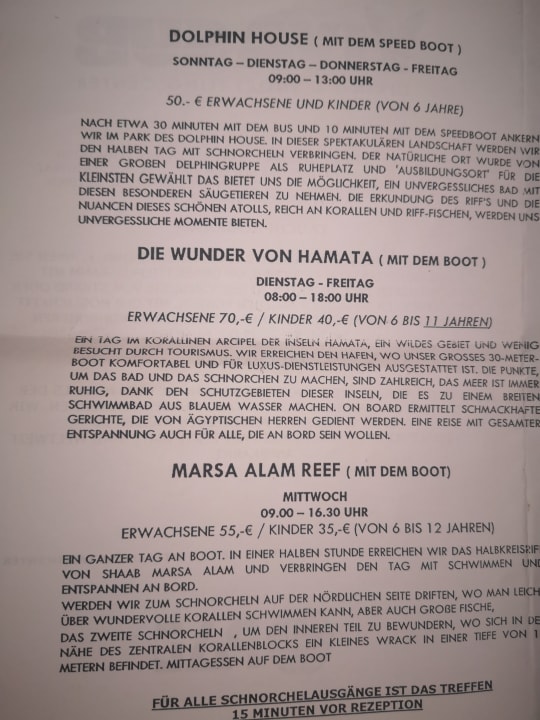 DOLPHIN HOUSE ( MIT DEM SPEED BOOT )
SONNTAG – DIENSTAG – DONNERSTAG - FREITAG
09:00 – 13:00 UHR
50.- € ERWACHSENE UND KINDER (VON 6 JAHRE)
NACH ETWA 30 MINUTEN MIT DEM BUS UND 10 MINUTEN MIT DEM SPEEDBOOT ANKERN
WIR IM PARK DES DOLPHIN HOUSE. IN DIESER SPEKTAKULÄREN LANDSCHAFT WERDEN WIR
DEN HALBEN TAG MIT SCHNORCHELN VERBRINGEN. DER NATÜRLICHE ORT WURDE VON
EINER GROBEN DELPHINGRUPPE ALS RUHEPLATZ UND 'AUSBILDUNGSORT' FÜR DIE
KLEINSTEN GEWÄHLT DAS BIETET UNS DIE MÖGLICHKEIT, EIN UNVERGESSLICHES BAD MIT
DIESEN BESONDEREN SÄUGETIEREN ZU NEHMEN. DIE ERKUNDUNG DES RIFF'S UND DIE
NUANCEN DIESES SCHÖNEN ATOLLS, REICH AN KORALLEN UND RIFF-FISCHEN, WERDEN UNS
UNVERGESSLICHE MOMENTE BIETEN.
DIE WUNDER VON HAMATA ( MIT DEM BOOT )
DIENSTAG - FREITAG
08:00 – 18:00 UHR
ERWACHSENE 70,-€ / KINDER 40,-€ (VON 6 BIS 11 JAHREN)
EIN TAG IM KORALLINEN ARCIPEL DER INSELN HAMATA, EIN WILDES GEBIET UND WENIG
BESUCHT DURCH TOURISMUS. WIR ERREICHEN DEN HAFEN, WO UNSER GROSSES 30-METER-
BOOT KOMFORTABEL UND FÜR LUXUS-DIENSTLEISTUNGEN AUSGESTATTET IST. DIE PUNKTE,
UM DAS BAD UND DAS SCHNORCHEN ZU MACHEN, SIND ZAHLREICH, DAS MEER IST IMMER
RUHIG, DANK DEN SCHUTZGEBIETEN DIESER INSELN, DIE ES ZU EINEM BREITEN
SCHWIMMBAD AUS BLAUEM WASSER MACHEN. ON BOARD ERMITTELT SCHMACKHAFTE
GERICHTE, DIE VON ÄGYPTISCHEN HERREN GEDIENT WERDEN. EINE REISE MIT GESAMTER
ENTSPANNUNG AUCH FÜR ALLE, DIE AN BORD SEIN WOLLEN.
MARSA ALAM REEF ( MIT DEM BOOT)
MITTWOCH
09.00 – 16.30 UHR
ERWACHSENE 55,-€ / KINDER 35,-€ (VON 6 BIS 12 JAHREN)
EIN GANZER TAG AN BOOT. IN EINER HALBEN STUNDE ERREICHEN WIR DAS HALBKREISRIF
VON SHAAB MARSA ALAM UND VERBRINGEN DEN TAG MIT SCHWIMMEN UND
ENTSPANNEN AN BORD.
WERDEN WIR ZUM SCHNORCHELN AUF DER NÖRDLICHEN SEITE DRIFTEN, WO MAN LEICH
ÜBER WUNDERVOLLE KORALLEN SCHWIMMEN KANN, ABER AUCH GROBE FISCHE,
DAS ZWEITE SCHNORCHELN , UM DEN INNEREN TEIL ZU BEWUNDERN, WO SICH IN DE
NÄHE DES ZENTRALEN KORALLENBLOCKS EIN KLEINES WRACK IN EINER TIEFE VON 1
METERN BEFINDET. MITTAGESSEN AUF DEM BOOT
FÜR ALLE SCHNORCHELAUSGÄNGE IST DAS TREFFEN
15 MINUTEN VOR REZEPTION